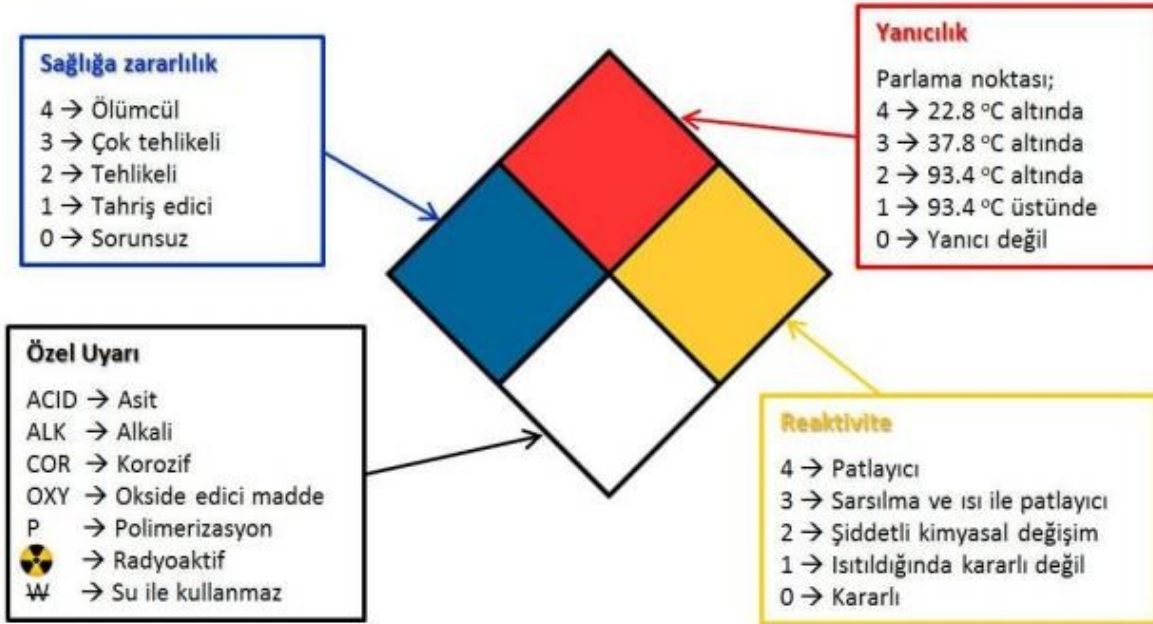 Sağlığa zararlılık
4 → Ölümcül
3 → Çok tehlikeli
2 → Tehlikeli
1 → Tahriş edici
0 → Sorunsuz
Yanıcılık
Parlama noktası;
4 → 22.8 °C altında
3 → 37.8 °C altında
2 → 93.4 °C altında
1 → 93.4 °C üstünde
0 → Yanıcı değil
Özel Uyarı
ACID → Asit
ALK → Alkali
COR → Korozif
OXY → Okside edici madde
P → Polimerizasyon
☢ → Radyoaktif
W̶ → Su ile kullanmaz
Reaktivite
4 → Patlayıcı
3 → Sarsılma ve ısı ile patlayıcı
2 → Şiddetli kimyasal değişim
1 → Isıtıldığında kararlı değil
0 → Kararlı